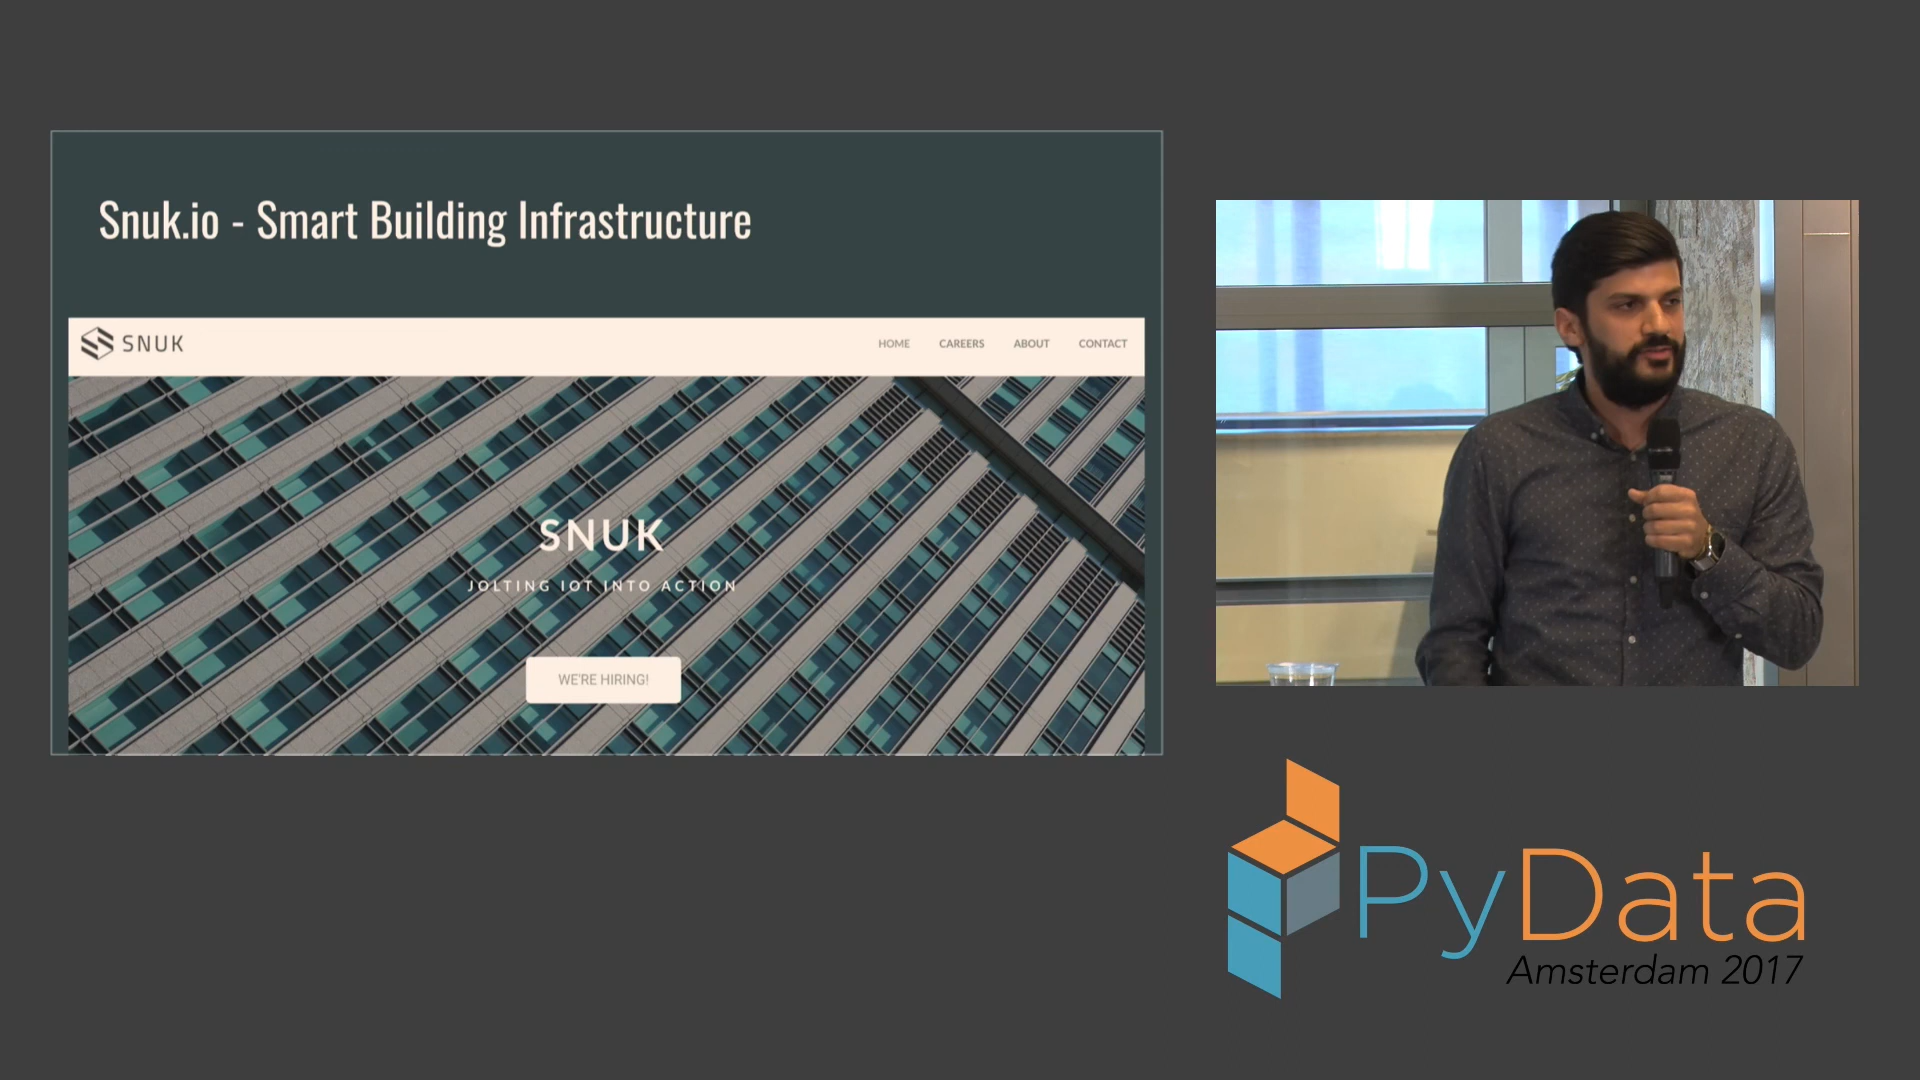 Snuk.io - Smart Building Infrastructure
SNUK
HOME CAREERS ABOUT CONTACT
SNUK
JOLTING IOT INTO ACTION
WE'RE HIRING!
PyData
Amsterdam 2017